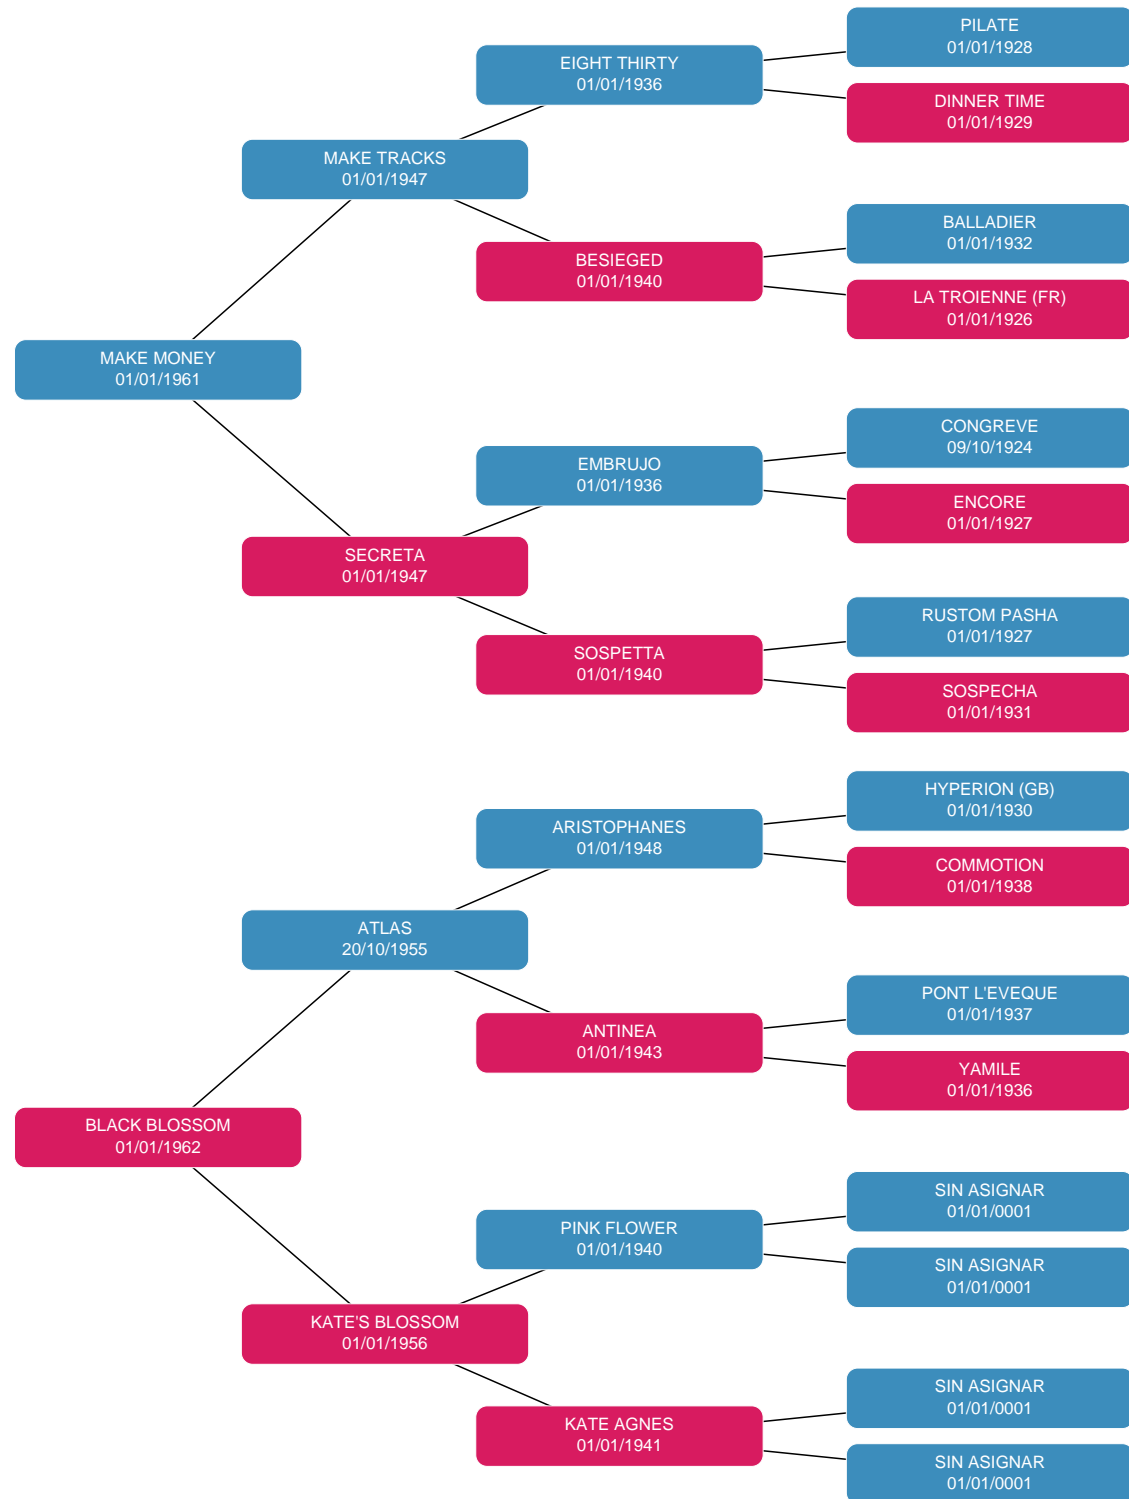 PILATE
01/01/1928
EIGHT THIRTY
01/01/1936
DINNER TIME
01/01/1929
MAKE TRACKS
01/01/1947
BALLADIER
01/01/1932
BESIEGED
01/01/1940
LA TROIENNE (FR)
01/01/1926
MAKE MONEY
01/01/1961
CONGREVE
09/10/1924
EMBRUJO
01/01/1936
ENCORE
01/01/1927
SECRETA
01/01/1947
RUSTOM PASHA
01/01/1927
SOSPETTA
01/01/1940
SOSPECHA
01/01/1931
HYPERION (GB)
01/01/1930
ARISTOPHANES
01/01/1948
COMMOTION
01/01/1938
ATLAS
20/10/1955
PONT L'EVEQUE
01/01/1937
ANTINEA
01/01/1943
YAMILE
01/01/1936
BLACK BLOSSOM
01/01/1962
SIN ASIGNAR
01/01/0001
PINK FLOWER
01/01/1940
SIN ASIGNAR
01/01/0001
KATE'S BLOSSOM
01/01/1956
SIN ASIGNAR
01/01/0001
KATE AGNES
01/01/1941
SIN ASIGNAR
01/01/0001